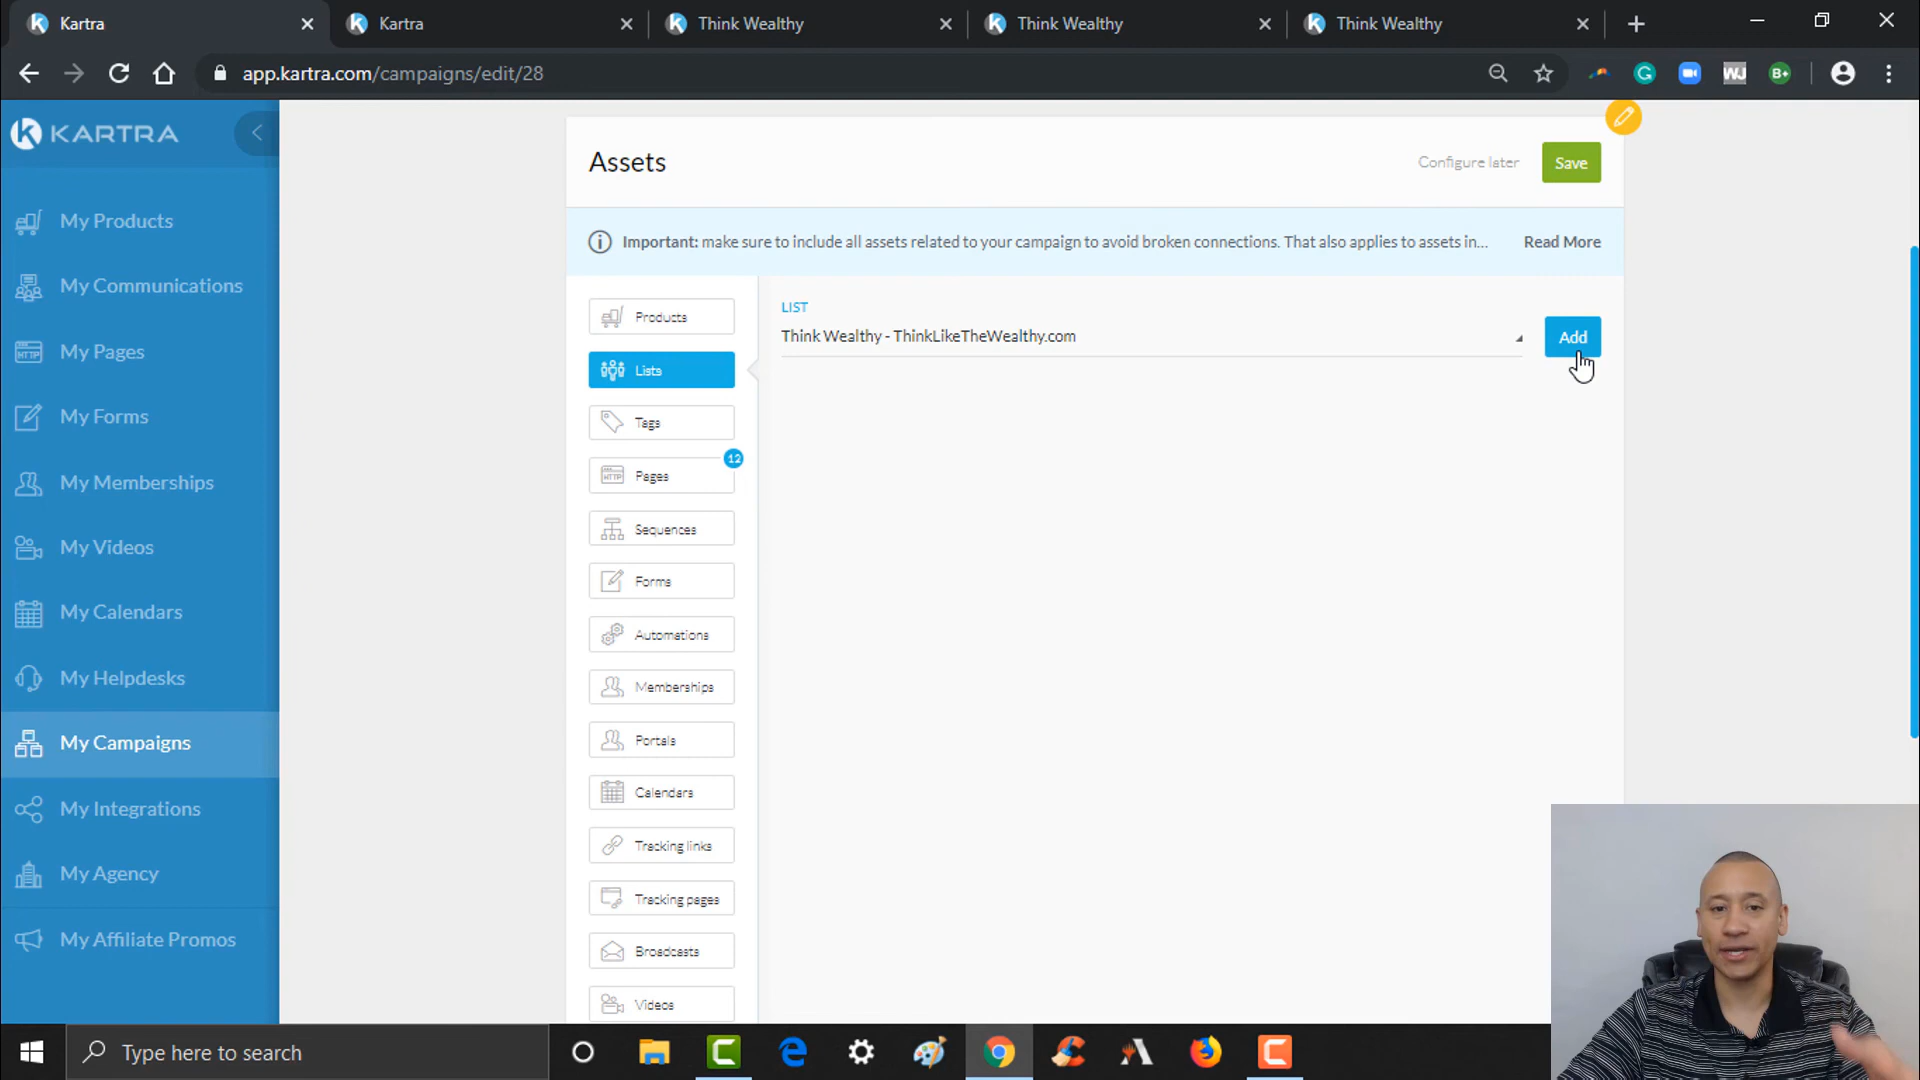 Kartra
Kartra
Think Wealthy
Think Wealthy
Think Wealthy
app.kartra.com/campaigns/edit/28
WJ
B+
KARTRA
My Products
My Communications
My Pages
My Forms
My Memberships
My Videos
My Calendars
My Helpdesks
My Campaigns
My Integrations
My Agency
My Affiliate Promos
Assets
Configure later
Save
Important: make sure to include all assets related to your campaign to avoid broken connections. That also applies to assets in...
Read More
Products
Lists
Tags
12
HTTP
Pages
Sequences
Forms
Automations
Memberships
Portals
Calendars
Tracking links
Tracking pages
Broadcasts
Videos
LIST
Think Wealthy - ThinkLikeTheWealthy.com
Add
Type here to search